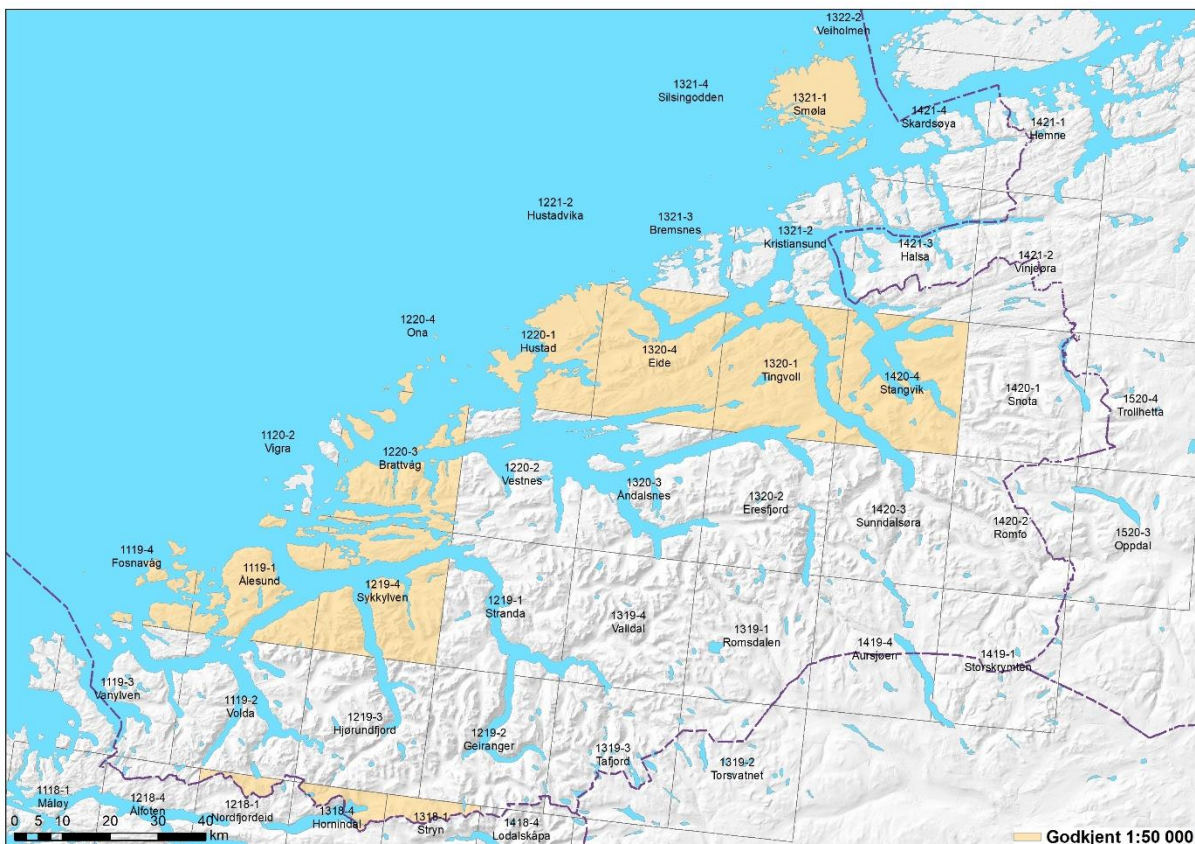 1322-2
Veiholmen
1321-4
Silsingodden
1321-1
Smøla
1421-4
Skardsøya
1421-1
Hemne
1221-2
Hustadvika
1321-3
Bremsnes
1321-2
Kristiansund
1421-3
Halsa
1421-2
Vinjeøra
1220-4
Ona
1220-1
Hustad
1320-4
Eide
1320-1
Tingvoll
1420-4
Stangvik
1420-1
Snøta
1520-4
Trollhetta
1120-2
Vigra
1220-3
Brattvåg
1220-2
Vestnes
1320-3
Åndalsnes
1320-2
Eresfjord
1420-3
Sunndalsøra
1420-2
Romfo
1520-3
Oppdal
1119-4
Fosnavåg
1119-1
Ålesund
1219-4
Sykkylven
1219-1
Stranda
1319-4
Valldal
1319-1
Romsdalen
1419-4
Aursjøen
1419-1
Storskrymten
1119-3
Vanylven
1119-2
Volda
1219-3
Hjørundfjord
1219-2
Geiranger
1319-3
Tafjord
1319-2
Torsvatnet
1118-1
Måløy
1218-4
Ålfoten
1218-1
Nordfjordeid
1318-4
Hornindal
1318-1
Stryn
1418-4
Lodalskåpa
0 5 10 20 30 40
km
Godkjent 1:50 000